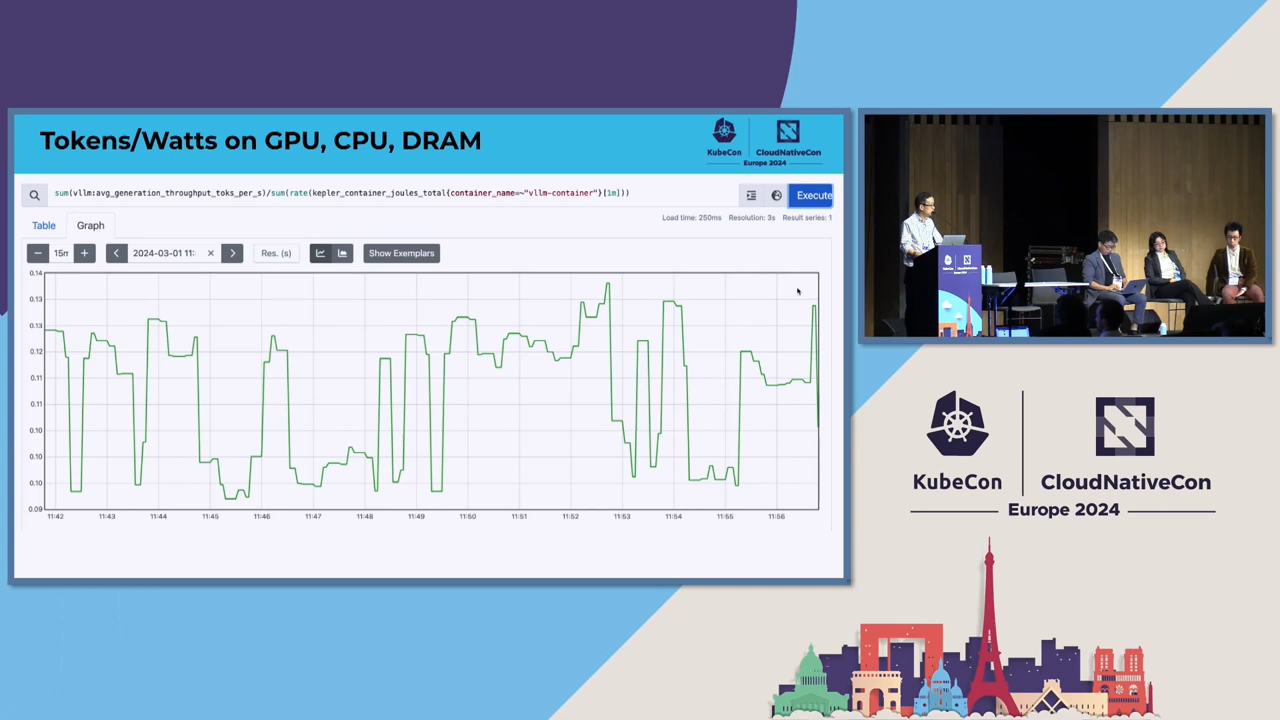 Tokens/Watts on GPU, CPU, DRAM
KubeCon
CloudNativeCon
Europe 2024
sum(vllm:avg_generation_throughput_toks_per_s)/sum(rate(kepler_container_joules_total{container_name=~"vllm-container"}[1m]))
Execute
Load time: 250ms Resolution: 3s Result series: 1
Table
Graph
− 15m +
2024-03-01 11:
×
Res. (s)
Show Exemplars
0.14
0.13
0.13
0.12
0.11
0.11
0.10
0.10
0.10
0.09
11:42 11:43 11:44 11:45 11:46 11:47 11:48 11:49 11:50 11:51 11:52 11:53 11:54 11:55 11:56
KubeCon
CloudNativeCon
KubeCon
CloudNativeCon
Europe 2024